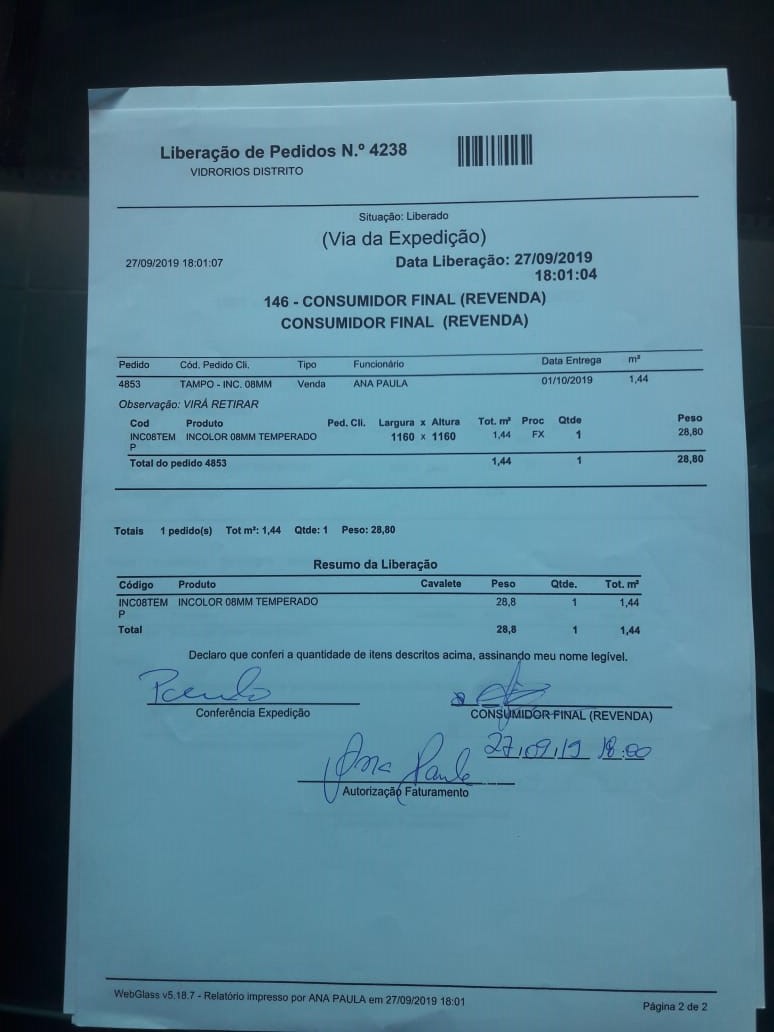 Liberação de Pedidos N.º 4238
VIDRORIOS DISTRITO
Situação: Liberado
(Via da Expedição)
27/09/2019 18:01:07
Data Liberação: 27/09/2019
18:01:04
146 - CONSUMIDOR FINAL (REVENDA)
CONSUMIDOR FINAL (REVENDA)
Pedido Cód. Pedido Cli. Tipo Funcionário Data Entrega m²
4853 TAMPO - INC. 08MM Venda ANA PAULA 01/10/2019 1,44
Observação: VIRÁ RETIRAR
Cod Produto Ped. Cli. Largura x Altura Tot. m² Proc Qtde Peso
INC08TEM INCOLOR 08MM TEMPERADO 1160 x 1160 1,44 FX 1 28,80
P
Total do pedido 4853 1,44 1 28,80
Totais 1 pedido(s) Tot m²: 1,44 Qtde: 1 Peso: 28,80
Resumo da Liberação
Código Produto Cavalete Peso Qtde. Tot. m²
INC08TEM INCOLOR 08MM TEMPERADO 28,8 1 1,44
P
Total 28,8 1 1,44
Declaro que conferi a quantidade de itens descritos acima, assinando meu nome legível.
Conferência Expedição
CONSUMIDOR FINAL (REVENDA)
27/09/19 18:00
Ana Paula
Autorização Faturamento
WebGlass v5.18.7 - Relatório impresso por ANA PAULA em 27/09/2019 18:01
Página 2 de 2